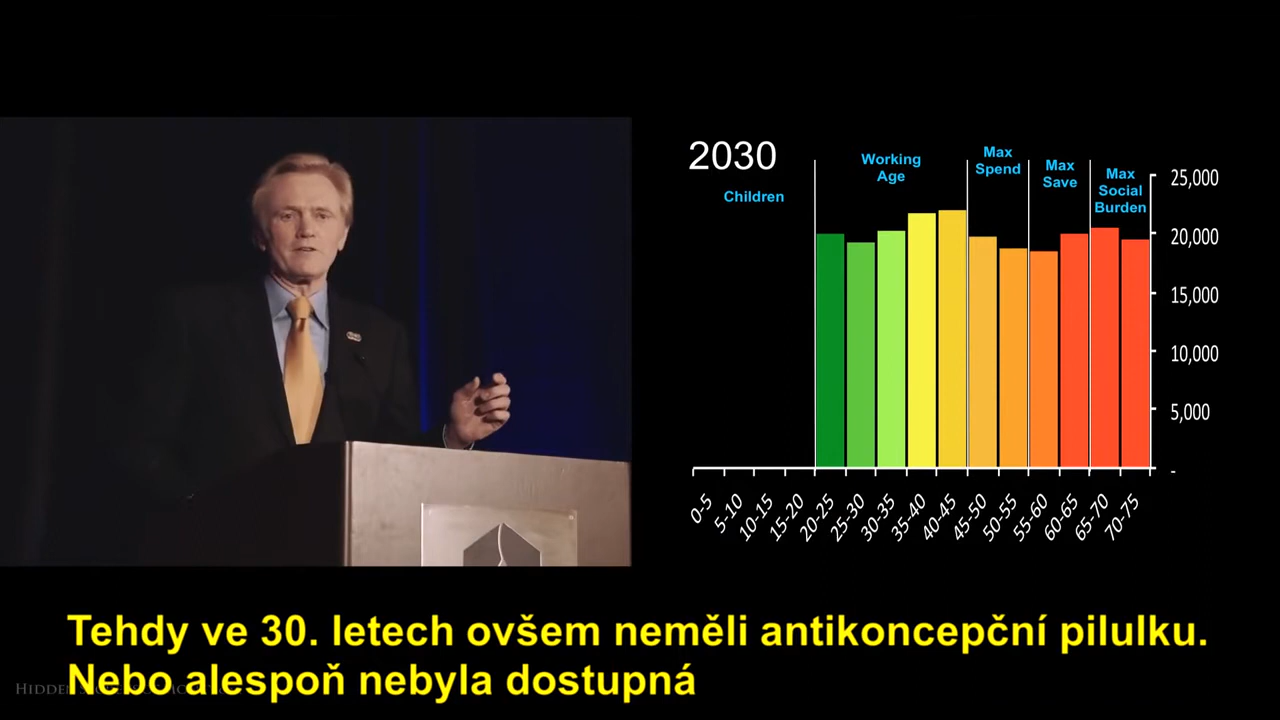 2030
Children
Working
Age
Max
Spend
Max
Save
Max
Social
Burden
25,000
20,000
15,000
10,000
5,000
-
0-5
5-10
10-15
15-20
20-25
25-30
30-35
35-40
40-45
45-50
50-55
55-60
60-65
65-70
70-75
Tehdy ve 30. letech ovšem neměli antikoncepční pilulku.
Nebo alespoň nebyla dostupná